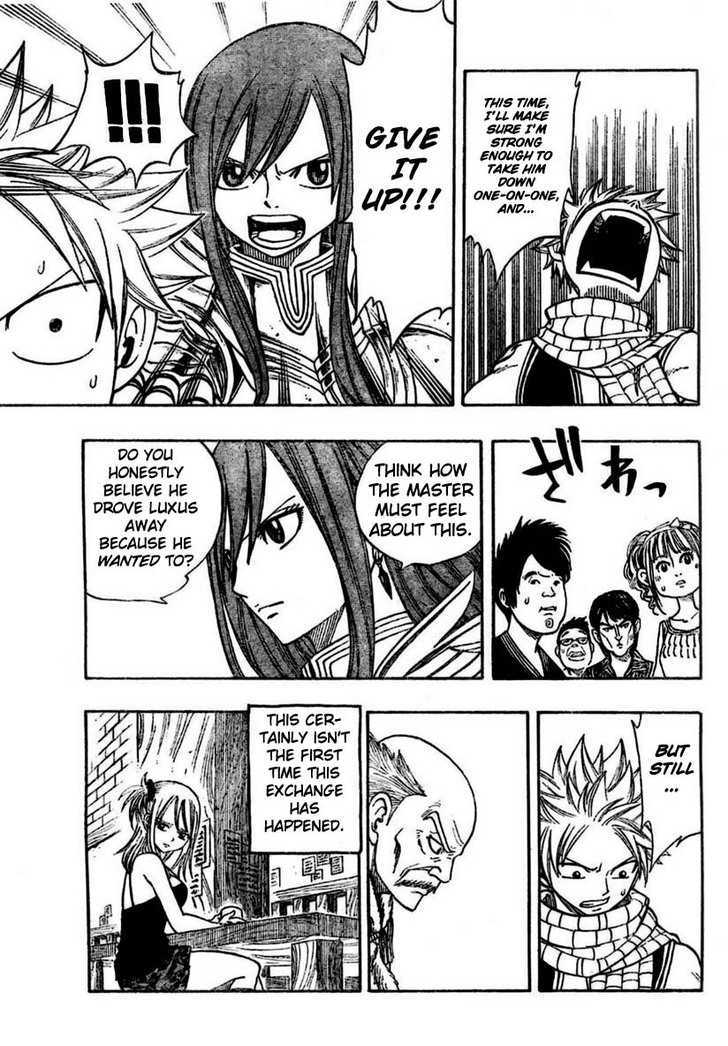 THIS TIME,
I'LL MAKE
SURE I'M
STRONG
ENOUGH TO
TAKE HIM
DOWN
ONE-ON-ONE,
AND...
GIVE
IT
UP!!!
!!!
ざわっ
THINK HOW
THE MASTER
MUST FEEL
ABOUT THIS.
DO YOU
HONESTLY
BELIEVE HE
DROVE LUXUS
AWAY
BECAUSE HE
WANTED TO?
BUT
STILL
...
THIS CER-
TAINLY ISN'T
THE FIRST
TIME THIS
EXCHANGE
HAS
HAPPENED.